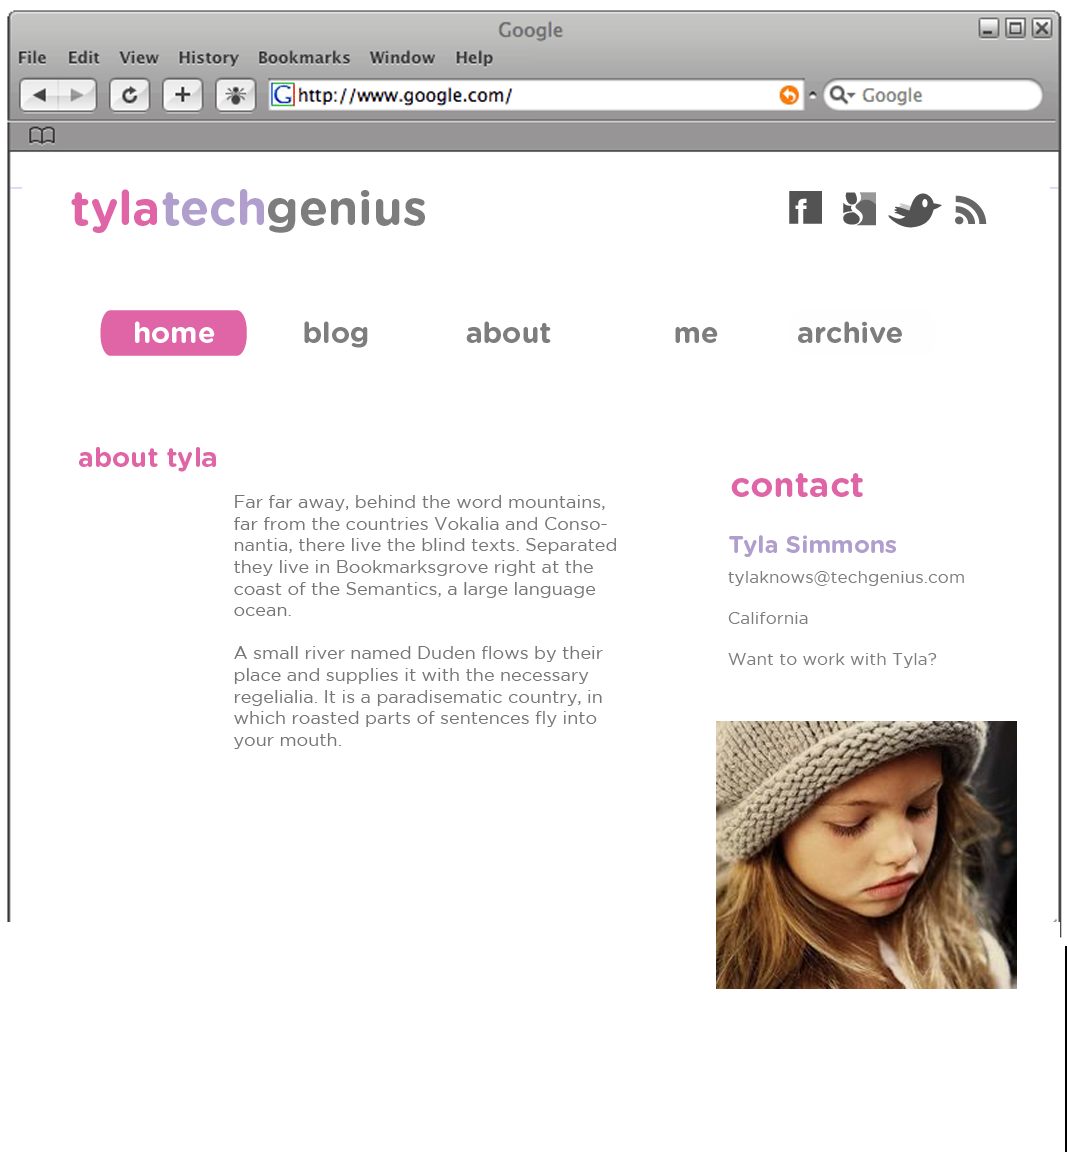 Google
File Edit View History Bookmarks Window Help
G http://www.google.com/ Google
tylatechgenius
f g
home blog about me archive
about tyla
Far far away, behind the word mountains,
far from the countries Vokalia and Conso-
nantia, there live the blind texts. Separated
they live in Bookmarksgrove right at the
coast of the Semantics, a large language
ocean.
A small river named Duden flows by their
place and supplies it with the necessary
regelialia. It is a paradisematic country, in
which roasted parts of sentences fly into
your mouth.
contact
Tyla Simmons
tylaknows@techgenius.com
California
Want to work with Tyla?